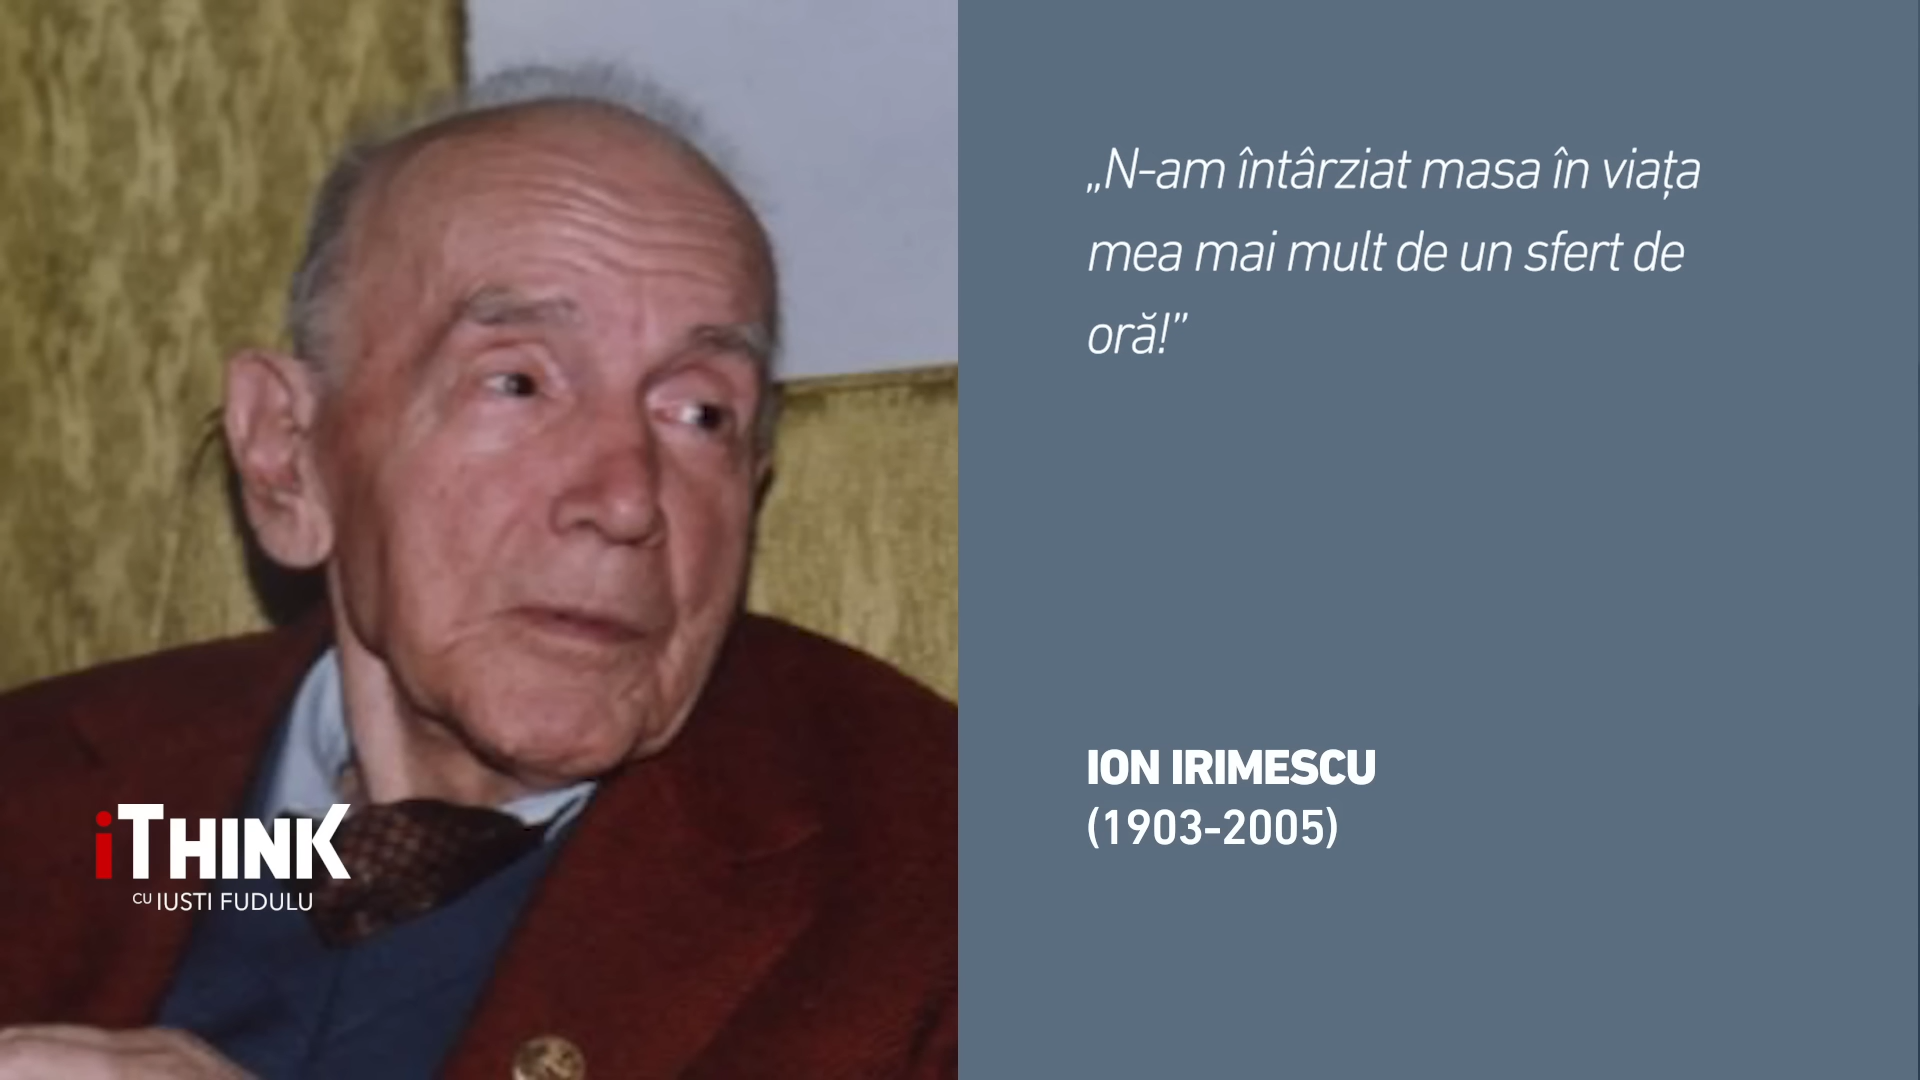 „N-am întârziat masa în viața
mea mai mult de un sfert de
oră!”
ION IRIMESCU
(1903-2005)
iTHINK
CU IUSTI FUDULU